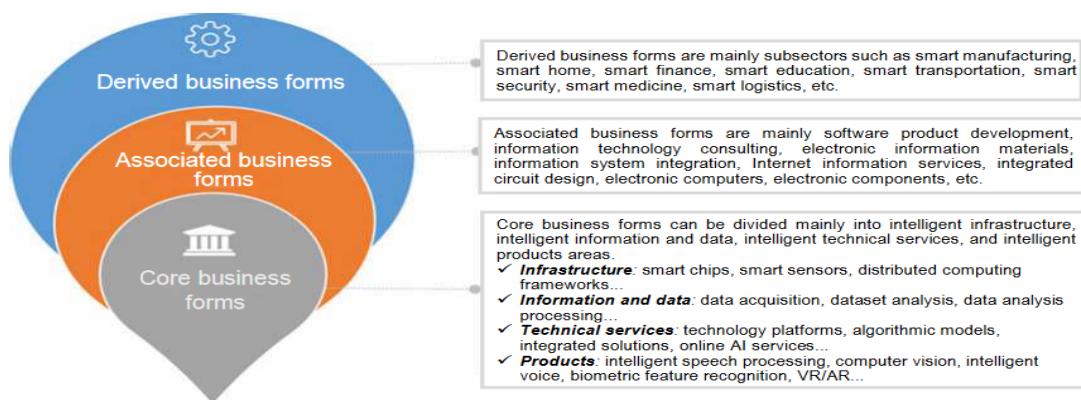 Derived business forms
Derived business forms are mainly subsectors such as smart manufacturing,
smart home, smart finance, smart education, smart transportation, smart
security, smart medicine, smart logistics, etc.
Associated business
forms
Associated business forms are mainly software product development,
information technology consulting, electronic information materials,
information system integration, Internet information services, integrated
circuit design, electronic computers, electronic components, etc.
Core business
forms
Core business forms can be divided mainly into intelligent infrastructure,
intelligent information and data, intelligent technical services, and intelligent
products areas.
✓ Infrastructure: smart chips, smart sensors, distributed computing
frameworks...
✓ Information and data: data acquisition, dataset analysis, data analysis
processing...
✓ Technical services: technology platforms, algorithmic models,
integrated solutions, online AI services...
✓ Products: intelligent speech processing, computer vision, intelligent
voice, biometric feature recognition, VR/AR...